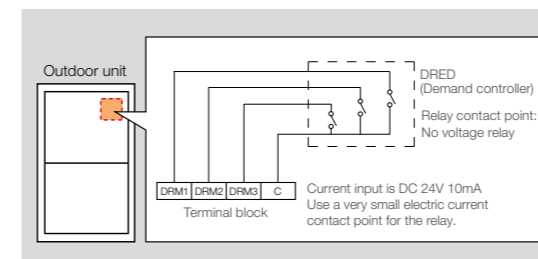 Outdoor unit
DRED
(Demand controller)
Relay contact point:
No voltage relay
DRM1 DRM2 DRM3 C
Terminal block
Current input is DC 24V 10mA
Use a very small electric current
contact point for the relay.